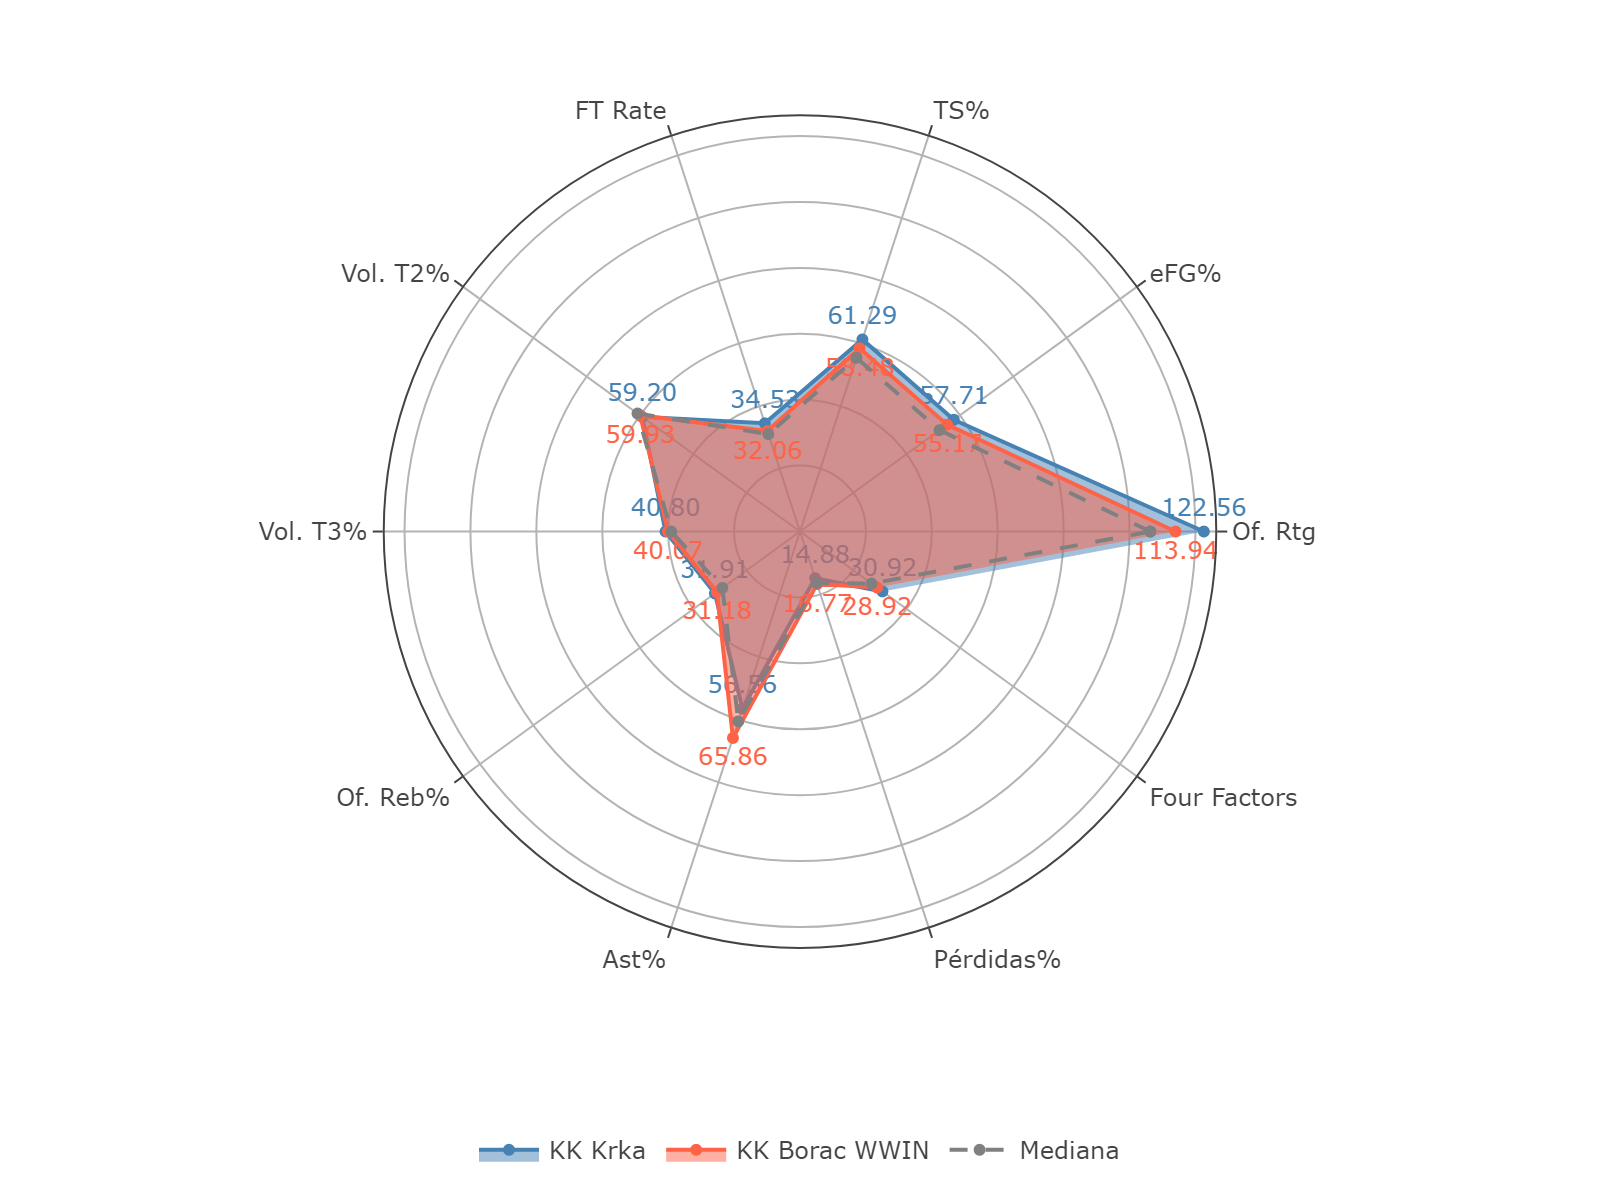 FT Rate
TS%
Vol. T2%
eFG%
61.29
58.48
59.20
34.53
57.71
59.93
32.06
55.17
Vol. T3%
40.80
122.56
Of. Rtg
40.07
113.94
14.88
30.92
31.18
28.92
56.56
65.86
Of. Reb%
Four Factors
Ast%
Pérdidas%
KK Krka
KK Borac WWIN
Mediana